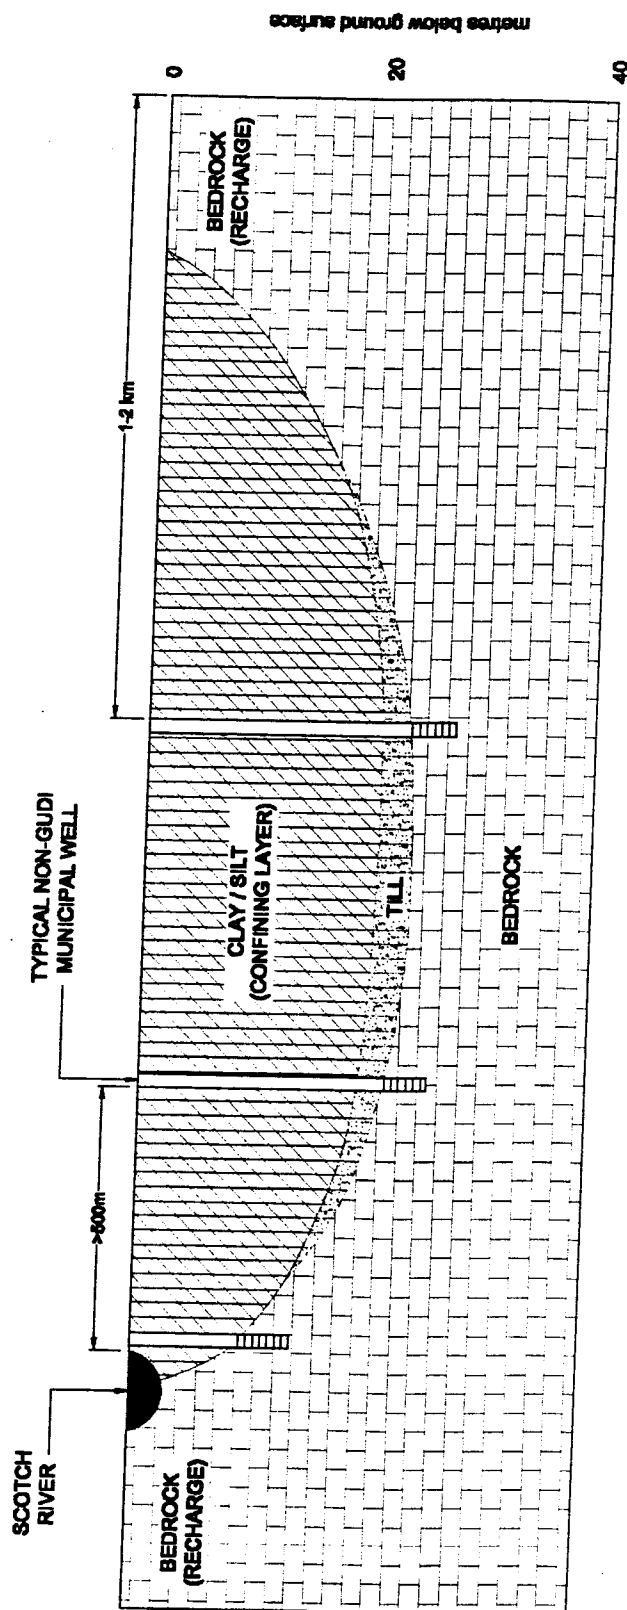 SCOTCH
RIVER
TYPICAL NON-GUDI
MUNICIPAL WELL
>500m
1-2 km
BEDROCK
(RECHARGE)
CLAY / SILT
(CONFINING LAYER)
TILL
BEDROCK
BEDROCK
(RECHARGE)
0
20
40
metres below ground surface